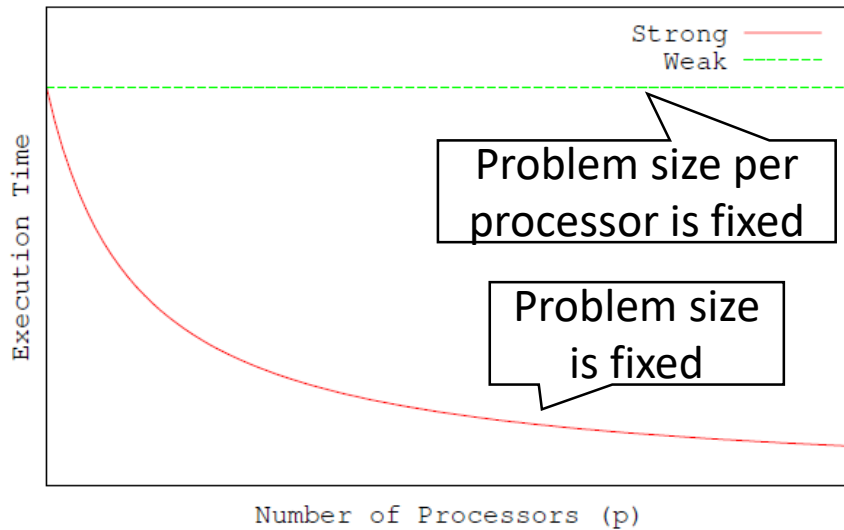 Strong
Weak
Problem size per
processor is fixed
Execution Time
Problem size
is fixed
Number of Processors (p)